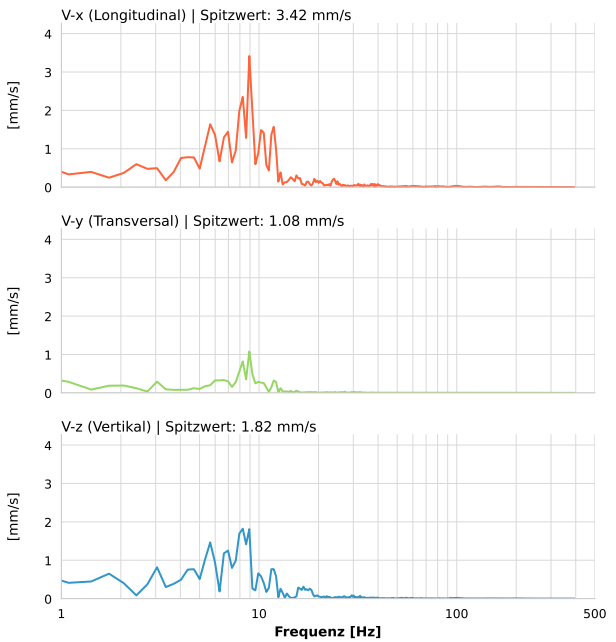 V-x (Longitudinal) | Spitzwert: 3.42 mm/s
4
3
2
1
0
[mm/s]
V-y (Transversal) | Spitzwert: 1.08 mm/s
4
3
2
1
0
[mm/s]
V-z (Vertikal) | Spitzwert: 1.82 mm/s
4
3
2
1
0
[mm/s]
1 10 100 500
Frequenz [Hz]